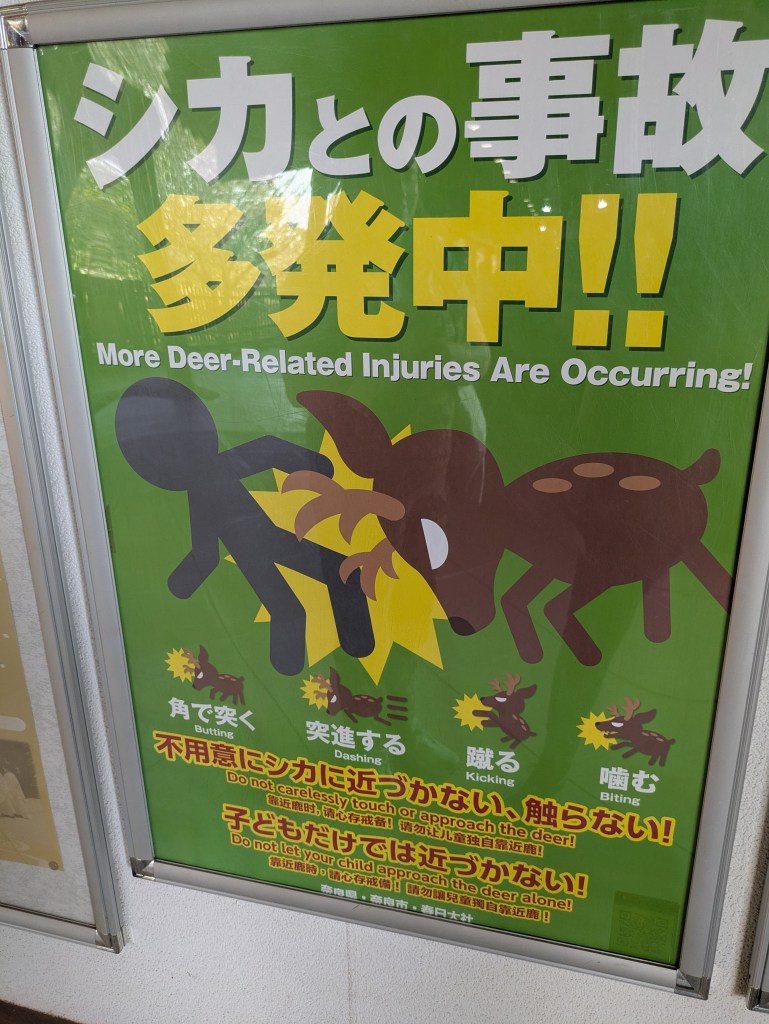 シカとの事故
多発中!!
More Deer-Related Injuries Are Occurring!
角で突く
Butting
突進する
Dashing
蹴る
Kicking
噛む
Biting
不用意にシカに近づかない、触らない!
Do not carelessly touch or approach the deer!
靠近鹿时，请心存戒备！请勿让儿童独自靠近鹿！
子どもだけでは近づかない!
Do not let your child approach the deer alone!
靠近鹿時，請心存戒備！請勿讓兒童獨自靠近鹿！
奈良県・奈良市・春日大社